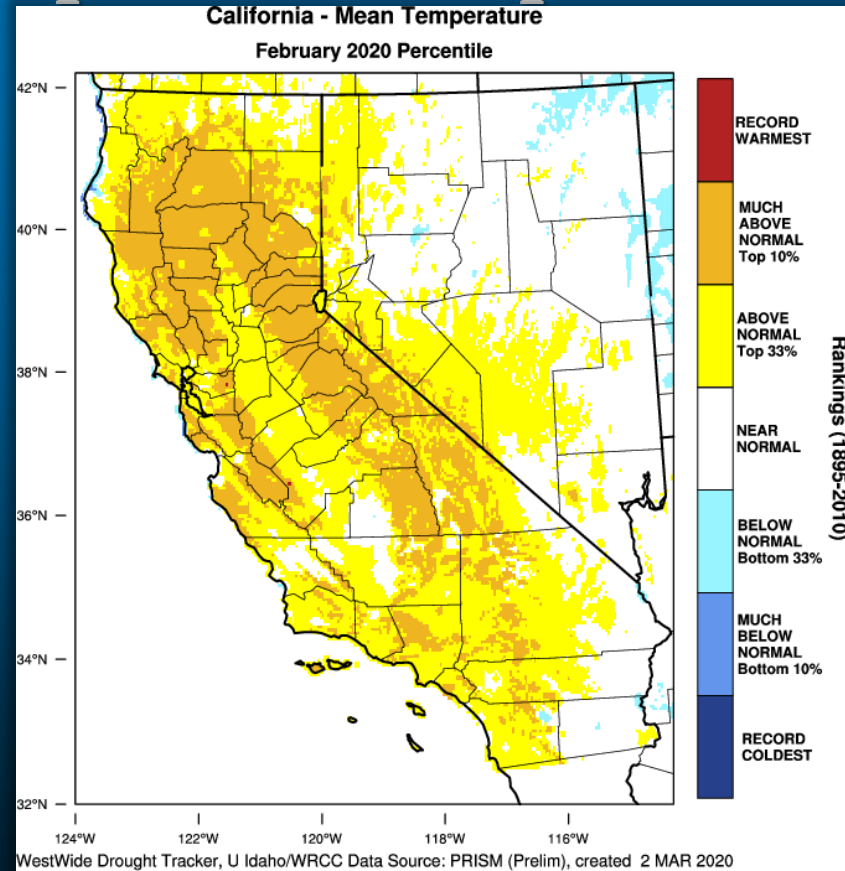 California - Mean Temperature
February 2020 Percentile
42°N
40°N
38°N
36°N
34°N
32°N
124°W
122°W
120°W
118°W
116°W
RECORD
WARMEST
MUCH
ABOVE
NORMAL
Top 10%
ABOVE
NORMAL
Top 33%
NEAR
NORMAL
BELOW
NORMAL
Bottom 33%
MUCH
BELOW
NORMAL
Bottom 10%
RECORD
COLDEST
Rankings (1895-2010)
WestWide Drought Tracker, U Idaho/WRCC Data Source: PRISM (Prelim), created 2 MAR 2020